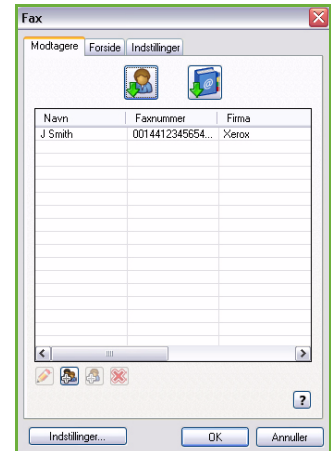 Fax
Modtagere Forside Indstillinger
Navn Faxnummer Firma
J Smith 0014412345654... Xerox
Indstillinger... OK Annuller